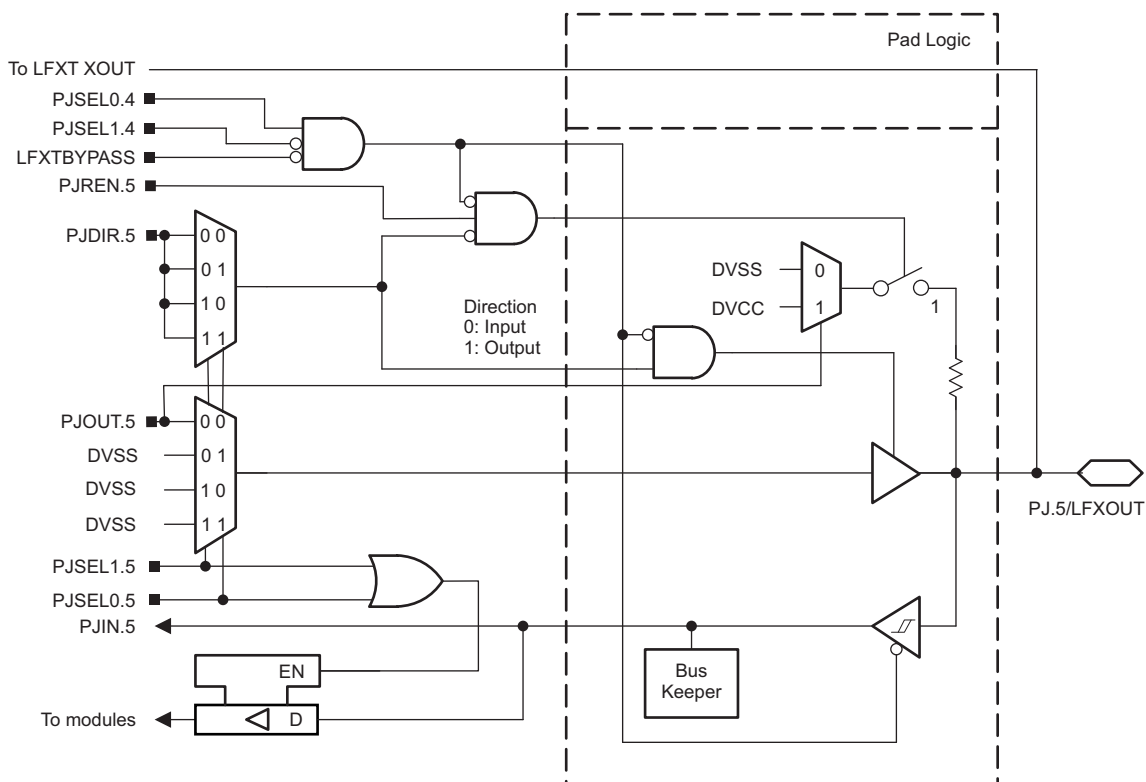 Pad Logic
To LFXT XOUT
PJSEL0.4
PJSEL1.4
LFXTBYPASS
PJREN.5
PJDIR.5
0 0
0 1
1 0
1 1
DVSS
0
DVCC
1
1
Direction
0: Input
1: Output
PJOUT.5
0 0
DVSS
0 1
DVSS
1 0
DVSS
1 1
PJ.5/LFXOUT
PJSEL1.5
PJSEL0.5
PJIN.5
EN
Bus
Keeper
To modules
D